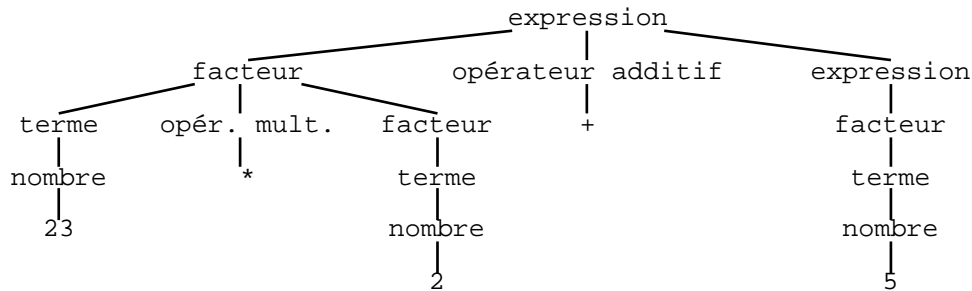 expression
facteur opérateur additif expression
terme opér. mult. facteur + facteur
nombre * terme terme
23 nombre nombre
2 5